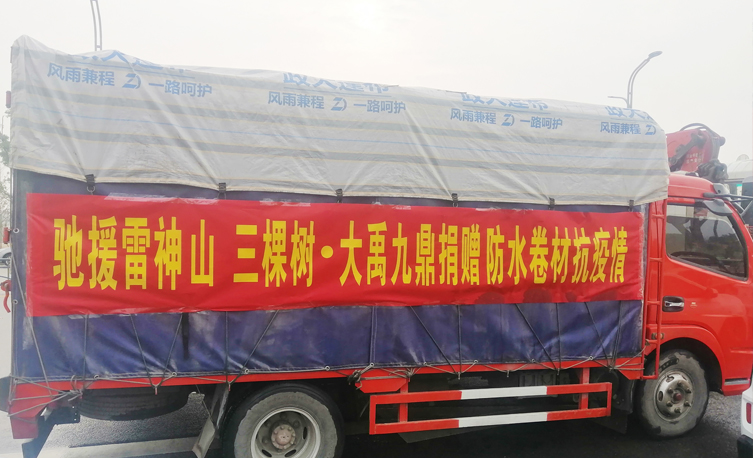 风雨兼程 一路呵护
风雨兼程 一路呵护
风雨兼程 一路呵护
风雨兼程
驰援雷神山 三棵树·大禹九鼎捐赠 防水卷材抗疫情